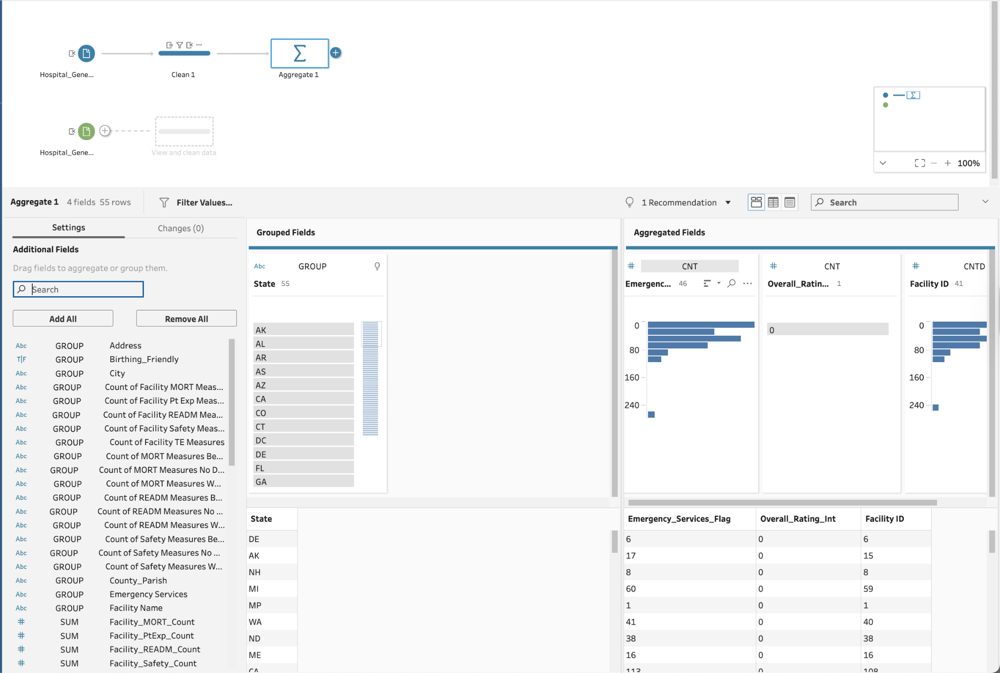 Hospital_Gene...
Clean 1
Aggregate 1
Hospital_Gene...
View and clean data
100%
Aggregate 1 4 fields 55 rows
Filter Values...
1 Recommendation
Search
Settings
Changes (0)
Additional Fields
Drag fields to aggregate or group them.
Search
Add All
Remove All
Abc GROUP Address
T|F GROUP Birthing_Friendly
Abc GROUP City
Abc GROUP Count of Facility MORT Meas...
Abc GROUP Count of Facility Pt Exp Meas...
Abc GROUP Count of Facility READM Mea...
Abc GROUP Count of Facility Safety Meas...
Abc GROUP Count of Facility TE Measures
Abc GROUP Count of MORT Measures Be...
Abc GROUP Count of MORT Measures No D...
Abc GROUP Count of MORT Measures W...
Abc GROUP Count of READM Measures B...
Abc GROUP Count of READM Measures No ...
Abc GROUP Count of READM Measures W...
Abc GROUP Count of Safety Measures Be...
Abc GROUP Count of Safety Measures No ...
Abc GROUP Count of Safety Measures W...
Abc GROUP County_Parish
Abc GROUP Emergency Services
Abc GROUP Facility Name
# SUM Facility_MORT_Count
# SUM Facility_PtExp_Count
# SUM Facility_READM_Count
# SUM Facility_Safety_Count
Grouped Fields
Abc GROUP
State 55
AK
AL
AR
AS
AZ
CA
CO
CT
DC
DE
FL
GA
Aggregated Fields
# CNT
Emergenc... 46
0
80
160
240
# CNT
Overall_Ratin... 1
0
# CNTD
Facility ID 41
0
80
160
240
State
DE
AK
NH
MI
MP
WA
ND
ME
CA
Emergency_Services_Flag Overall_Rating_Int Facility ID
6 0 6
17 0 15
8 0 8
60 0 59
1 0 1
41 0 40
38 0 38
16 0 16
113 0 108